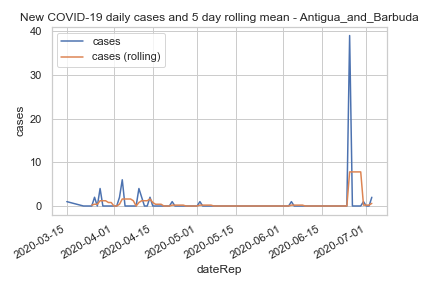 New COVID-19 daily cases and 5 day rolling mean - Antigua_and_Barbuda
cases
cases (rolling)
40
30
20
10
0
cases
2020-03-15
2020-04-01
2020-04-15
2020-05-01
2020-05-15
2020-06-01
2020-06-15
2020-07-01
dateRep